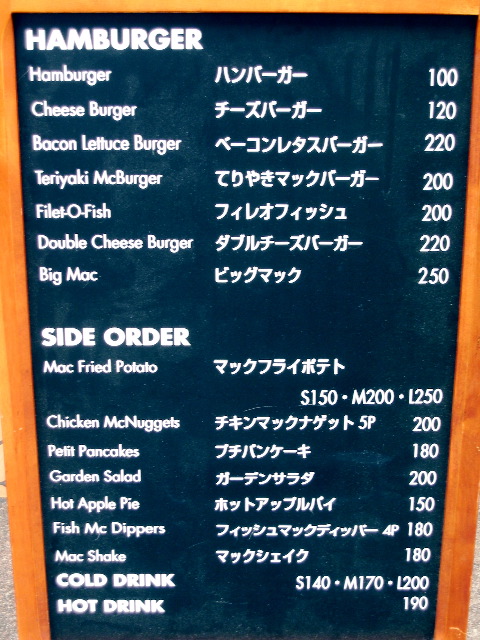 HAMBURGER
Hamburger ハンバーガー 100
Cheese Burger チーズバーガー 120
Bacon Lettuce Burger ベーコンレタスバーガー 220
Teriyaki McBurger てりやきマックバーガー 200
Filet-O-Fish フィレオフィッシュ 200
Double Cheese Burger ダブルチーズバーガー 220
Big Mac ビッグマック 250
SIDE ORDER
Mac Fried Potato マックフライポテト
S150・M200・L250
Chicken McNuggets チキンマックナゲット 5P 200
Petit Pancakes プチパンケーキ 180
Garden Salad ガーデンサラダ 200
Hot Apple Pie ホットアップルパイ 150
Fish Mc Dippers フィッシュマックディッパー 4P 180
Mac Shake マックシェイク 180
COLD DRINK S140・M170・L200
HOT DRINK 190